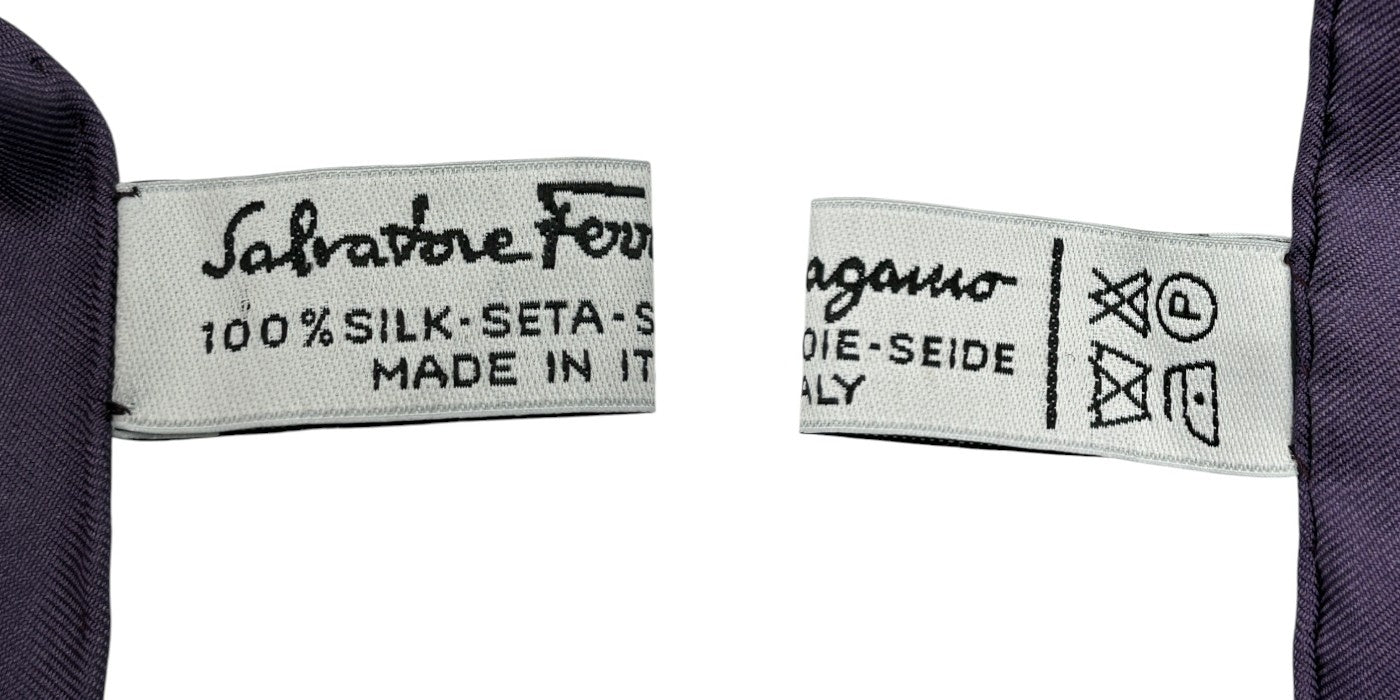 Salvatore Ferr
100% SILK-SETA-S
MADE IN IT
agamo
OIE-SEIDE
ALY
P